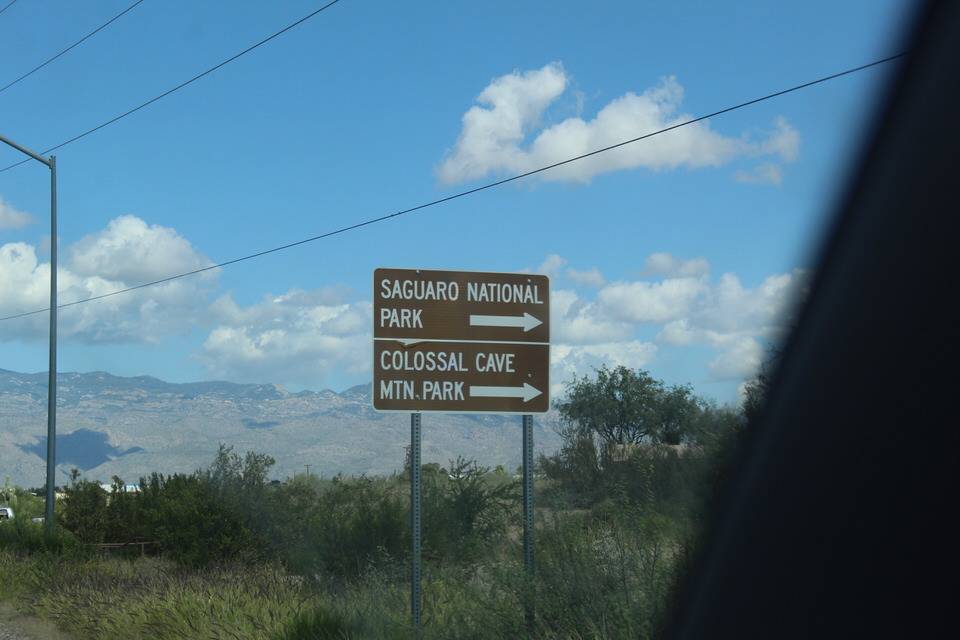 SAGUARO NATIONAL
PARK
COLOSSAL CAVE
MTN. PARK